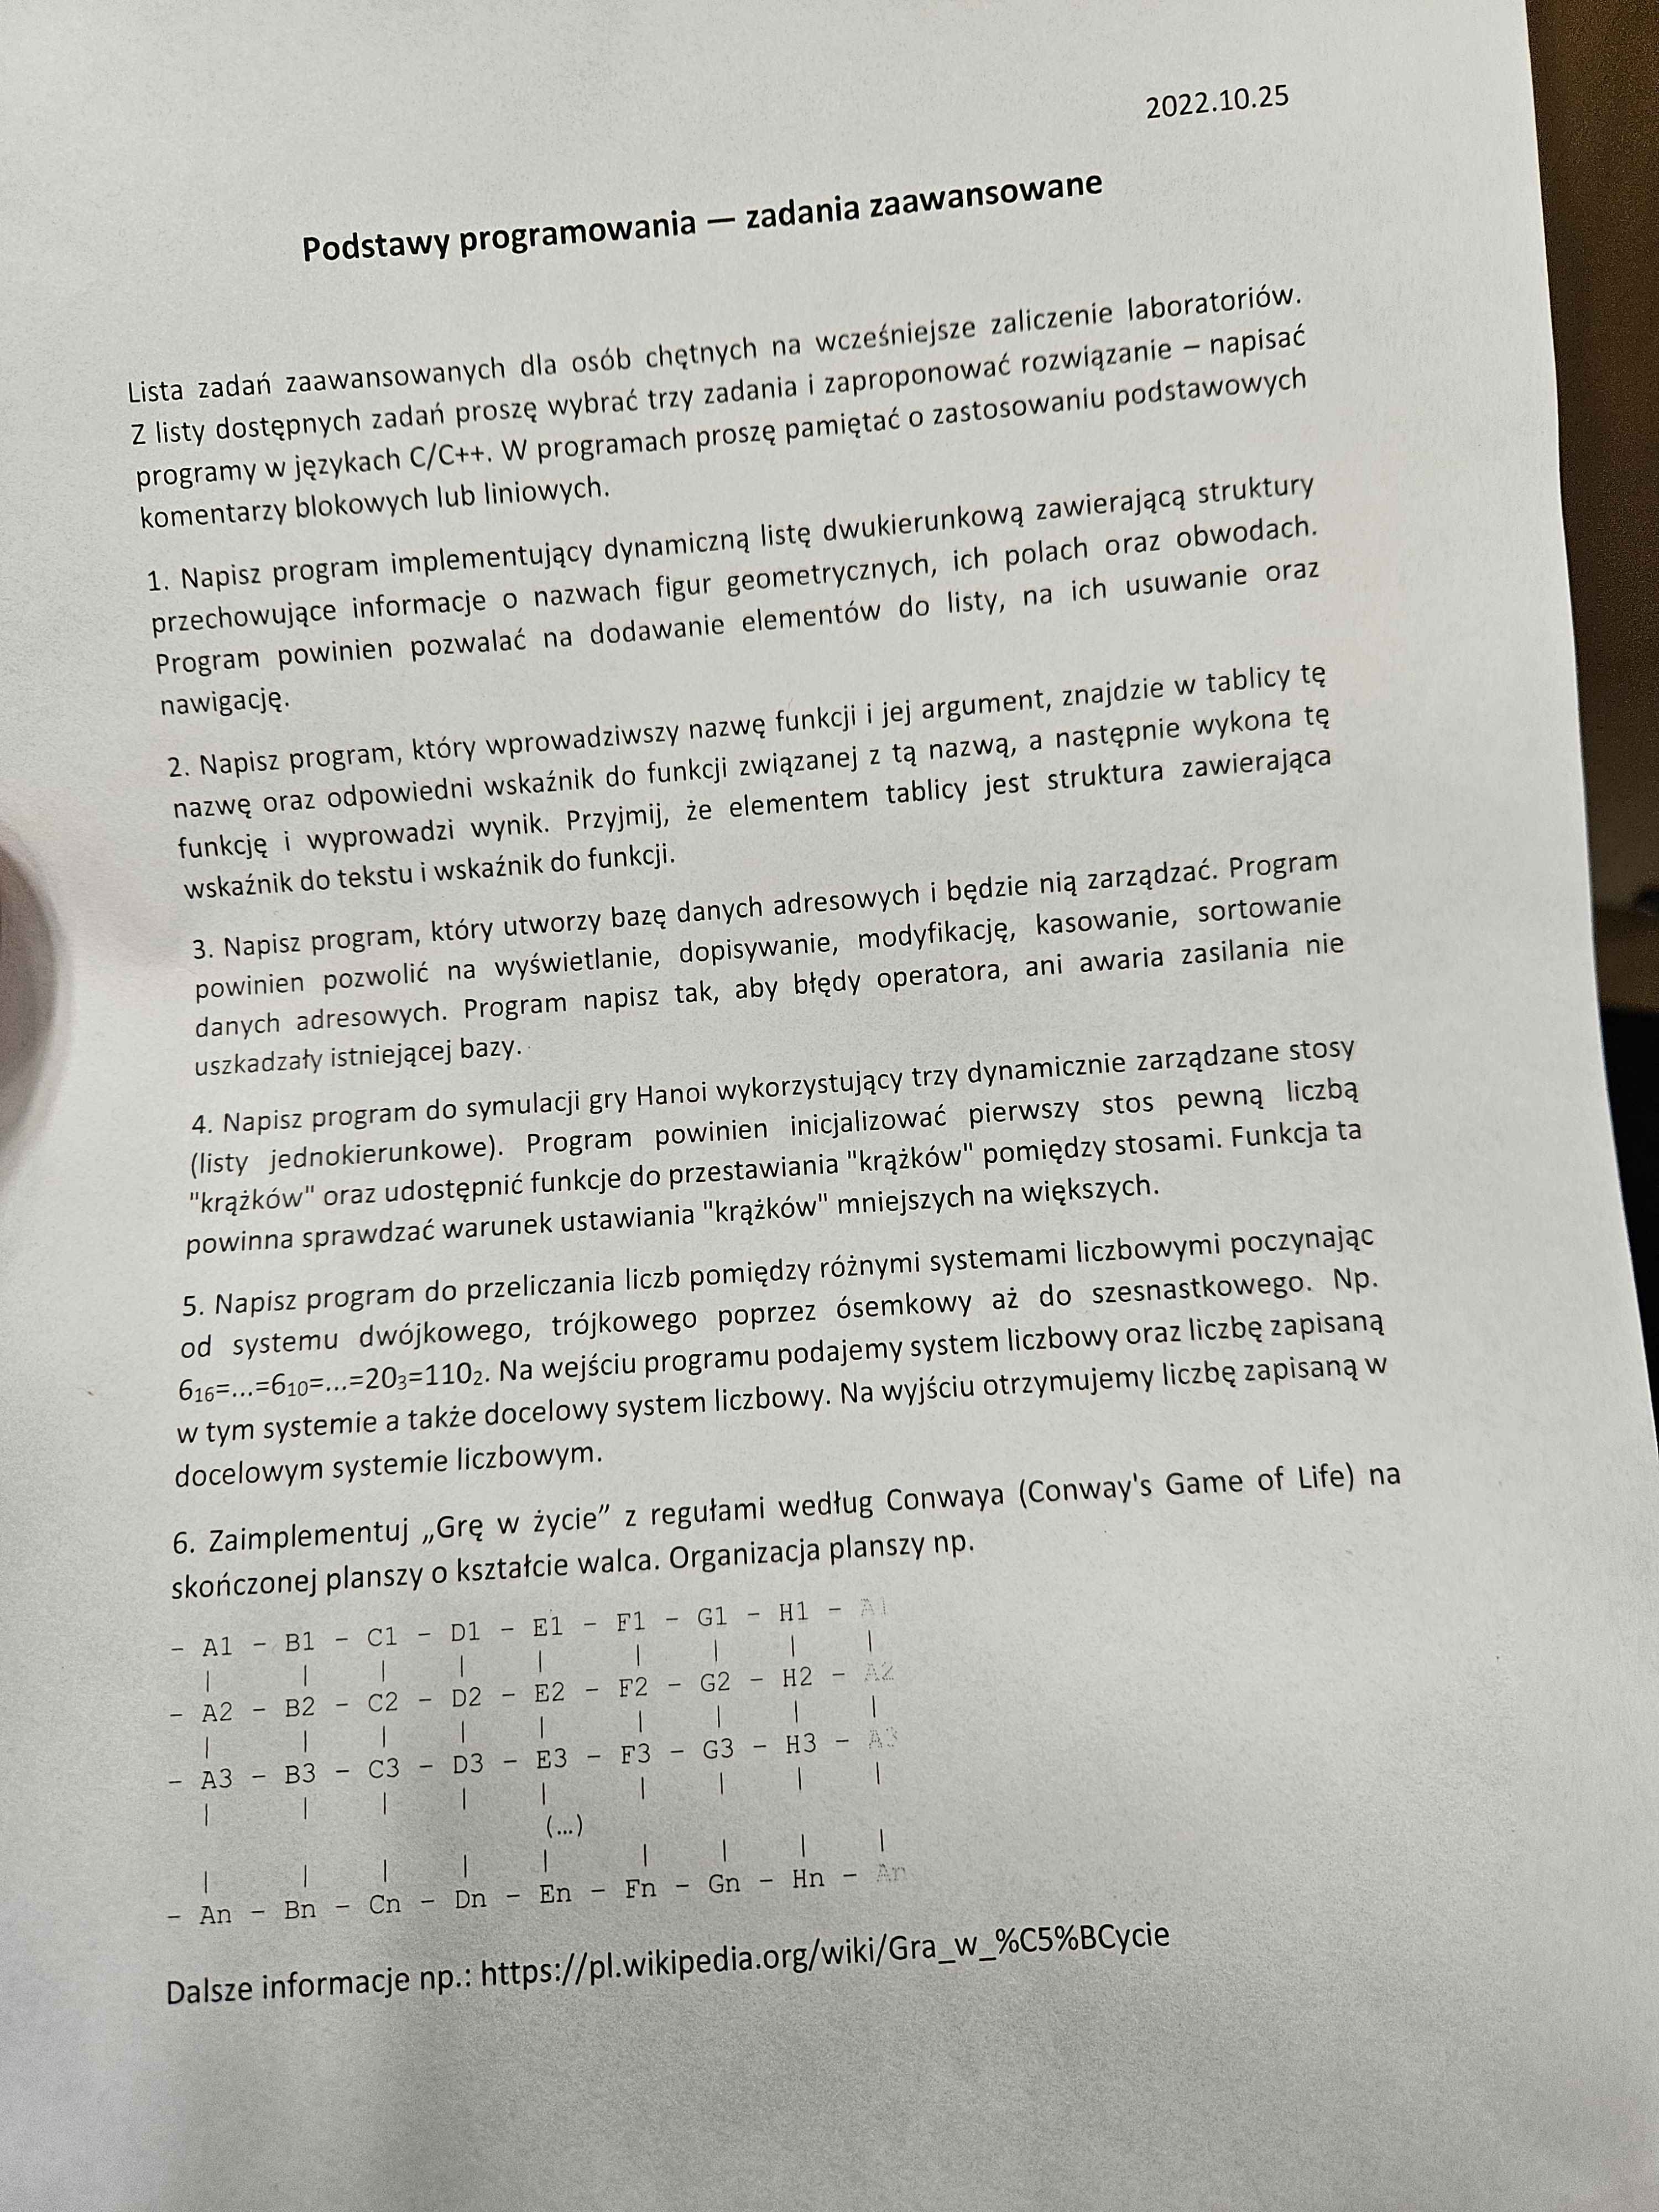 2022.10.25
Podstawy programowania — zadania zaawansowane
Lista zadań zaawansowanych dla osób chętnych na wcześniejsze zaliczenie laboratoriów.
Z listy dostępnych zadań proszę wybrać trzy zadania i zaproponować rozwiązanie – napisać
programy w językach C/C++. W programach proszę pamiętać o zastosowaniu podstawowych
komentarzy blokowych lub liniowych.
1. Napisz program implementujący dynamiczną listę dwukierunkową zawierającą struktury
przechowujące informacje o nazwach figur geometrycznych, ich polach oraz obwodach.
Program powinien pozwalać na dodawanie elementów do listy, na ich usuwanie oraz
nawigację.
2. Napisz program, który wprowadziwszy nazwę funkcji i jej argument, znajdzie w tablicy tę
nazwę oraz odpowiedni wskaźnik do funkcji związanej z tą nazwą, a następnie wykona tę
funkcję i wyprowadzi wynik. Przyjmij, że elementem tablicy jest struktura zawierająca
wskaźnik do tekstu i wskaźnik do funkcji.
3. Napisz program, który utworzy bazę danych adresowych i będzie nią zarządzać. Program
powinien pozwolić na wyświetlanie, dopisywanie, modyfikację, kasowanie, sortowanie
danych adresowych. Program napisz tak, aby błędy operatora, ani awaria zasilania nie
uszkadzały istniejącej bazy.
4. Napisz program do symulacji gry Hanoi wykorzystujący trzy dynamicznie zarządzane stosy
(listy jednokierunkowe). Program powinien inicjalizować pierwszy stos pewną liczbą
"krążków" oraz udostępnić funkcje do przestawiania "krążków" pomiędzy stosami. Funkcja ta
powinna sprawdzać warunek ustawiania "krążków" mniejszych na większych.
5. Napisz program do przeliczania liczb pomiędzy różnymi systemami liczbowymi poczynając
od systemu dwójkowego, trójkowego poprzez ósemkowy aż do szesnastkowego. Np.
6₁₆=...=6₁₀=...=20₃=110₂. Na wejściu programu podajemy system liczbowy oraz liczbę zapisaną
w tym systemie a także docelowy system liczbowy. Na wyjściu otrzymujemy liczbę zapisaną w
docelowym systemie liczbowym.
6. Zaimplementuj „Grę w życie” z regułami według Conwaya (Conway's Game of Life) na
skończonej planszy o kształcie walca. Organizacja planszy np.
- A1 - B1 - C1 - D1 - E1 - F1 - G1 - H1 - A1
| | | | | | | | |
- A2 - B2 - C2 - D2 - E2 - F2 - G2 - H2 - A2
| | | | | | | | |
- A3 - B3 - C3 - D3 - E3 - F3 - G3 - H3 - A3
| | | | | | | | |
(...)
| | | | | | | | |
- An - Bn - Cn - Dn - En - Fn - Gn - Hn - An
Dalsze informacje np.: https://pl.wikipedia.org/wiki/Gra_w_%C5%BCycie